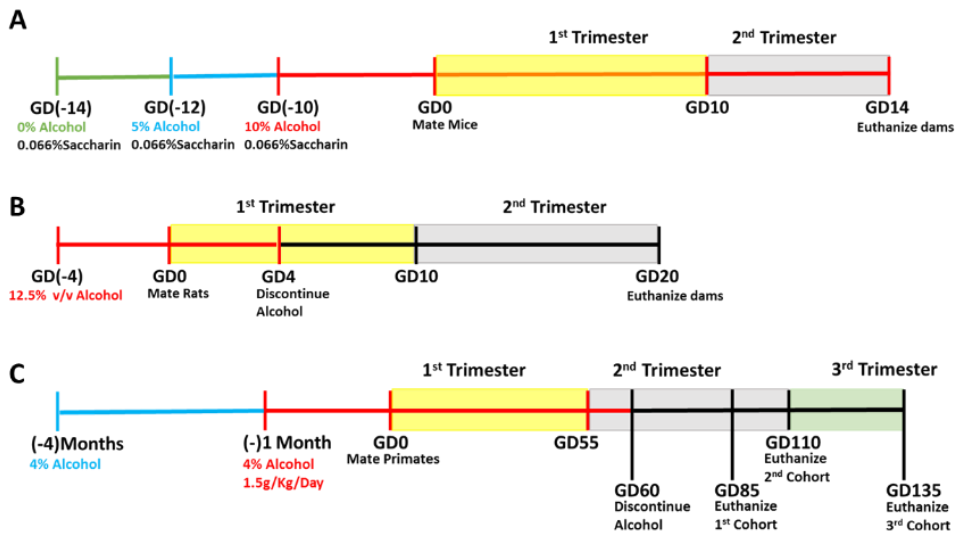 A
1st Trimester
2nd Trimester
GD(-14)
0% Alcohol
0.066%Saccharin
GD(-12)
5% Alcohol
0.066%Saccharin
GD(-10)
10% Alcohol
0.066%Saccharin
GD0
Mate Mice
GD10
GD14
Euthanize dams
B
1st Trimester
2nd Trimester
GD(-4)
12.5% v/v Alcohol
GD0
Mate Rats
GD4
Discontinue
Alcohol
GD10
GD20
Euthanize dams
C
1st Trimester
2nd Trimester
3rd Trimester
(-4)Months
4% Alcohol
(-)1 Month
4% Alcohol
1.5g/Kg/Day
GD0
Mate Primates
GD55
GD60
Discontinue
Alcohol
GD85
Euthanize
1st Cohort
GD110
Euthanize
2nd Cohort
GD135
Euthanize
3rd Cohort